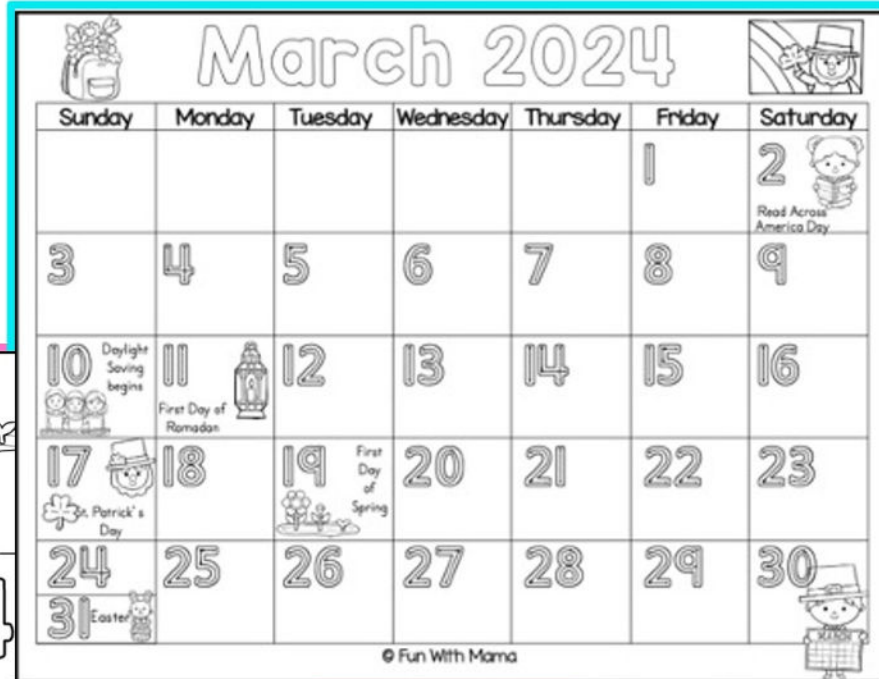 March 2024
Sunday Monday Tuesday Wednesday Thursday Friday Saturday
1 2
Read Across
America Day
3 4 5 6 7 8 9
10 Daylight
Saving
begins
11
First Day of
Ramadan
12 13 14 15 16
17
St. Patrick's
Day
18
19 First
Day
of
Spring
20 21 22 23
24 25 26 27 28 29 30
31 Easter
MARCH
4
© Fun With Mama